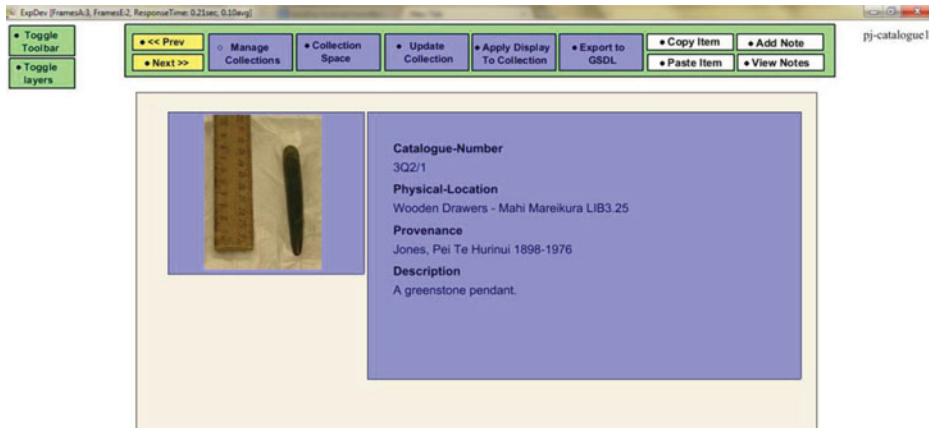 ExpDev [FramesA:3, FramesE:2, ResponseTime: 0.21sec, 0.10avg]
Toggle
Toolbar
Toggle
layers
<< Prev
Next >>
Manage
Collections
Collection
Space
Update
Collection
Apply Display
To Collection
Export to
GSDL
Copy Item
Paste Item
Add Note
View Notes
pj-catalogue1
Catalogue-Number
3Q2/1
Physical-Location
Wooden Drawers - Mahi Mareikura LIB3.25
Provenance
Jones, Pei Te Hurinui 1898-1976
Description
A greenstone pendant.